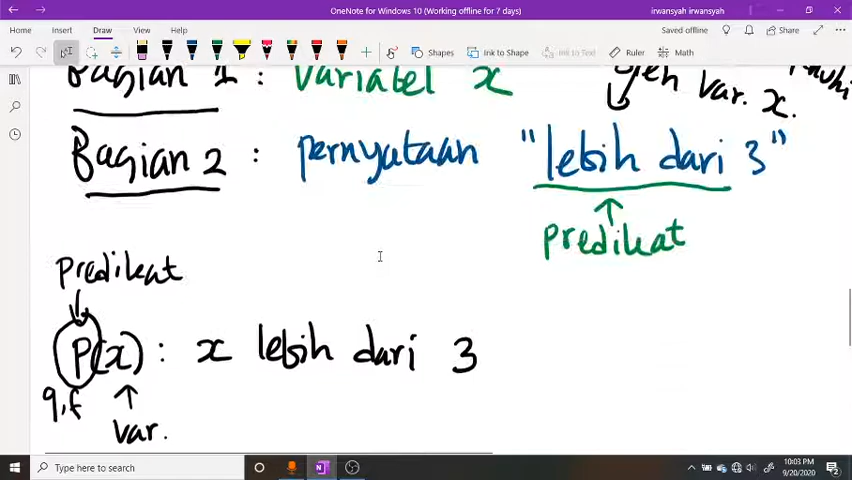 OneNote for Windows 10 (Working offline for 7 days)
irwansyah irwansyah
Home Insert Draw View Help
Saved offline Share
Shapes Ink to Shape Ink to Text Ruler Math
Bagian 1 : Variabel x
oleh var. x.
Bagian 2 : pernyataan "lebih dari 3"
predikat
predikat
P(x) : x lebih dari 3
var.
Type here to search
10:03 PM
9/20/2020
2